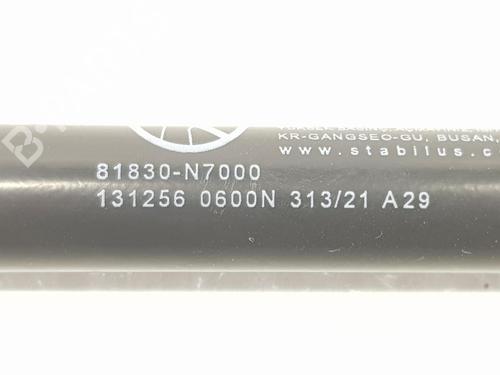 KR-GANGSEO-GU, BUSAN,
www.stabilus.c
81830-N7000
131256 0600N 313/21 A29